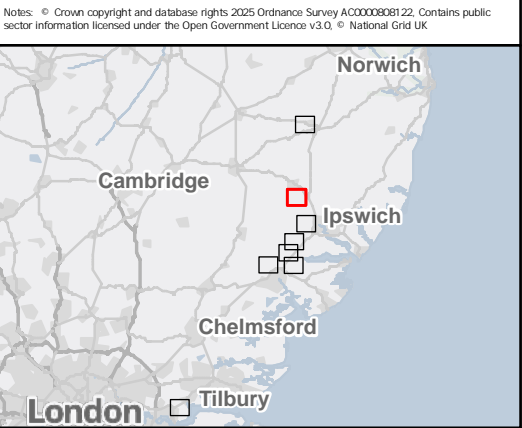 Notes: © Crown copyright and database rights 2025 Ordnance Survey AC0000808122, Contains public
sector information licensed under the Open Government Licence v3.0, © National Grid UK
Norwich
Cambridge
Ipswich
Chelmsford
Tilbury
London